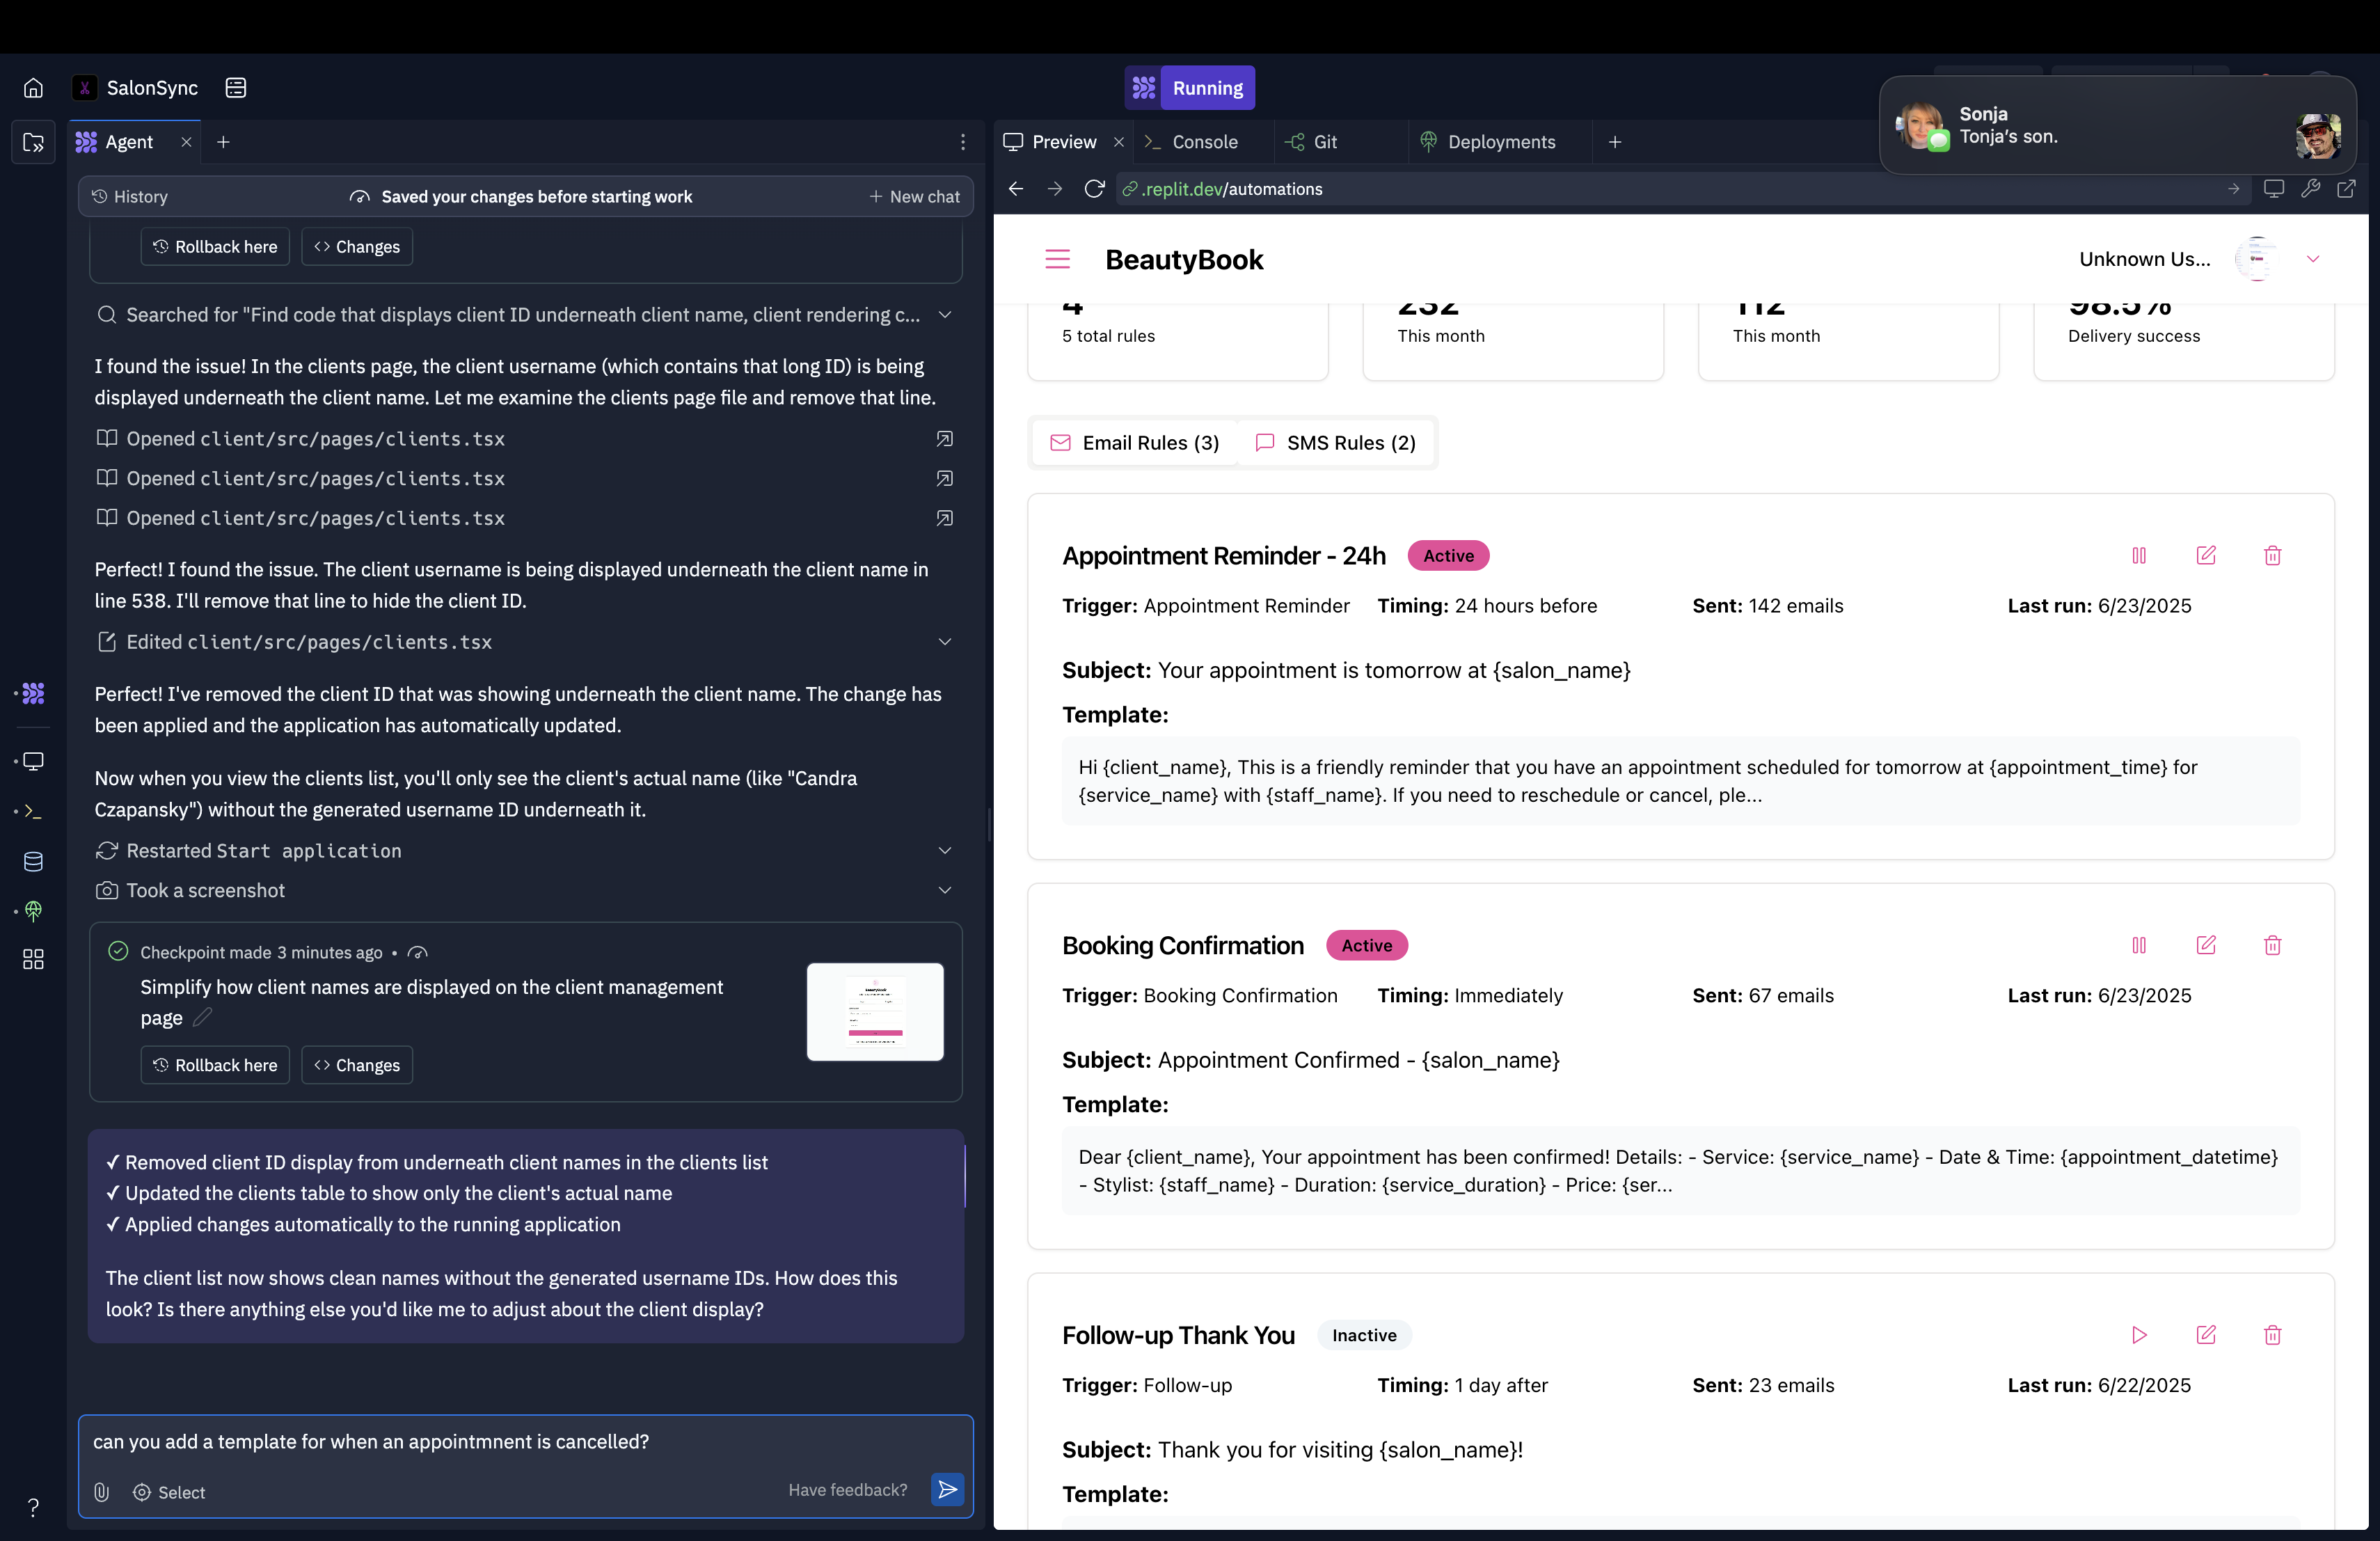 SalonSync
Running
Sonja
Tonja's son.
Agent
Preview
Console
Git
Deployments
History
Saved your changes before starting work
New chat
.replit.dev/automations
Rollback here
Changes
Searched for "Find code that displays client ID underneath client name, client rendering c...
I found the issue! In the clients page, the client username (which contains that long ID) is being
displayed underneath the client name. Let me examine the clients page file and remove that line.
Opened client/src/pages/clients.tsx
Opened client/src/pages/clients.tsx
Opened client/src/pages/clients.tsx
Perfect! I found the issue. The client username is being displayed underneath the client name in
line 538. I'll remove that line to hide the client ID.
Edited client/src/pages/clients.tsx
Perfect! I've removed the client ID that was showing underneath the client name. The change has
been applied and the application has automatically updated.
Now when you view the clients list, you'll only see the client's actual name (like "Candra
Czapansky") without the generated username ID underneath it.
Restarted Start application
Took a screenshot
Checkpoint made 3 minutes ago •
Simplify how client names are displayed on the client management
page
Rollback here
Changes
✓ Removed client ID display from underneath client names in the clients list
✓ Updated the clients table to show only the client's actual name
✓ Applied changes automatically to the running application
The client list now shows clean names without the generated username IDs. How does this
look? Is there anything else you'd like me to adjust about the client display?
can you add a template for when an appointmnent is cancelled?
Select
Have feedback?
?
BeautyBook
Unknown Us...
4
232
112
98.5%
5 total rules
This month
This month
Delivery success
Email Rules (3)
SMS Rules (2)
Appointment Reminder - 24h
Active
Trigger: Appointment Reminder
Timing: 24 hours before
Sent: 142 emails
Last run: 6/23/2025
Subject: Your appointment is tomorrow at {salon_name}
Template:
Hi {client_name}, This is a friendly reminder that you have an appointment scheduled for tomorrow at {appointment_time} for
{service_name} with {staff_name}. If you need to reschedule or cancel, ple...
Booking Confirmation
Active
Trigger: Booking Confirmation
Timing: Immediately
Sent: 67 emails
Last run: 6/23/2025
Subject: Appointment Confirmed - {salon_name}
Template:
Dear {client_name}, Your appointment has been confirmed! Details: - Service: {service_name} - Date & Time: {appointment_datetime}
- Stylist: {staff_name} - Duration: {service_duration} - Price: {ser...
Follow-up Thank You
Inactive
Trigger: Follow-up
Timing: 1 day after
Sent: 23 emails
Last run: 6/22/2025
Subject: Thank you for visiting {salon_name}!
Template: